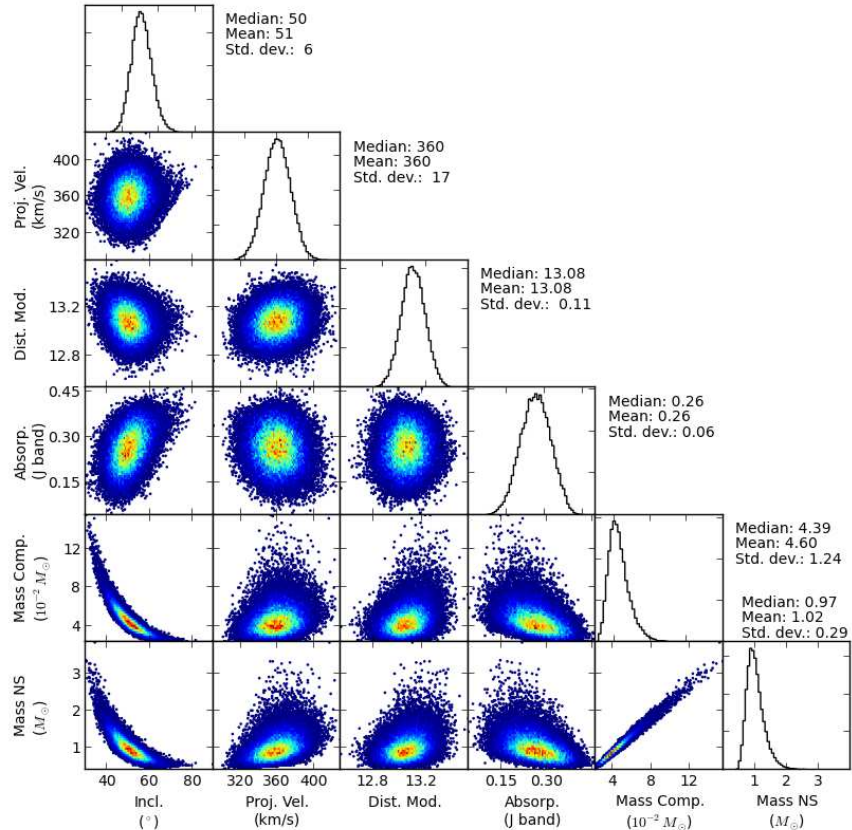 Median: 50
Mean: 51
Std. dev.: 6
Median: 360
Mean: 360
Std. dev.: 17
400
360
320
Proj. Vel.
(km/s)
Median: 13.08
Mean: 13.08
Std. dev.: 0.11
13.2
12.8
Dist. Mod.
Median: 0.26
Mean: 0.26
Std. dev.: 0.06
0.45
0.30
0.15
Absorp.
(J band)
Median: 4.39
Mean: 4.60
Std. dev.: 1.24
12
8
4
Mass Comp.
(10⁻² M☉)
Median: 0.97
Mean: 1.02
Std. dev.: 0.29
3
2
1
Mass NS
(M☉)
40 60 80
320 360 400
12.8 13.2
0.15 0.30
4 8 12
1 2 3
Incl.
(°)
Proj. Vel.
(km/s)
Dist. Mod.
Absorp.
(J band)
Mass Comp.
(10⁻² M☉)
Mass NS
(M☉)